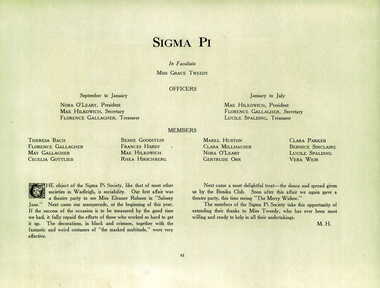 SIGMA PI
In Facultate
MISS GRACE TWEEDY
OFFICERS
September to January
NORA O'LEARY, President
MAE HILKOWICH, Secretary
FLORENCE GALLAGHER, Treasurer
January to July
MAE HILKOWICH, President
FLORENCE GALLAGHER, Secretary
LUCILE SPALDING, Treasurer
MEMBERS
THERESA BACH
FLORENCE GALLAGHER
MAY GALLAGHER
CECELIA GOTTLIEB
BESSIE GOODSTEIN
FRANCES HARDY
MAE HILKOWICH
RHEA HIRSCHBERG
MABEL HUSTON
CLARA MILLHAUSER
NORA O'LEARY
GERTRUDE ORR
CLARA PARKER
BERNICE SINCLAIRE
LUCILE SPALDING
VERA WEIR
THE object of the Sigma Pi Society, like that of most other
societies in Wadleigh, is sociability. Our first affair was
a theatre party to see Miss Eleanor Robson in "Salomy
Jane." Next came our masquerade, at the beginning of this year.
If the success of the occasion is to be measured by the good time
we had, it fully repaid the efforts of those who worked so hard to get
it up. The decorations, in black and crimson, together with the
fantastic and weird costumes of "the masked multitude," were very
effective.
Next came a most delightful treat—the dance and spread given
us by the Bandea Club. Soon after this affair we again gave a
theatre party, this time seeing "The Merry Widow."
The members of the Sigma Pi Society take this opportunity of
extending their thanks to Miss Tweedy, who has ever been most
willing and ready to help in all their undertakings.
M. H.